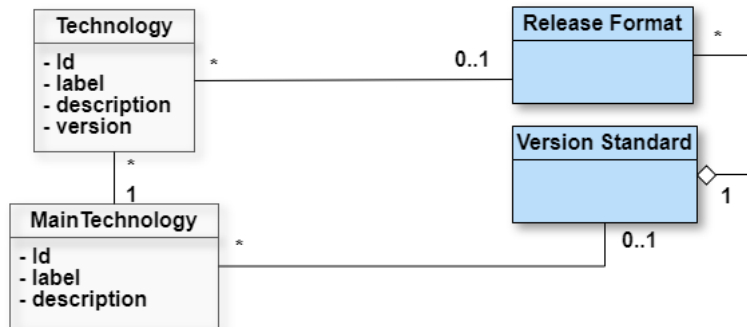 Technology
- Id
- label
- description
- version
*
0..1
Release Format
*
Version Standard
1
*
1
MainTechnology
- Id
- label
- description
*
0..1